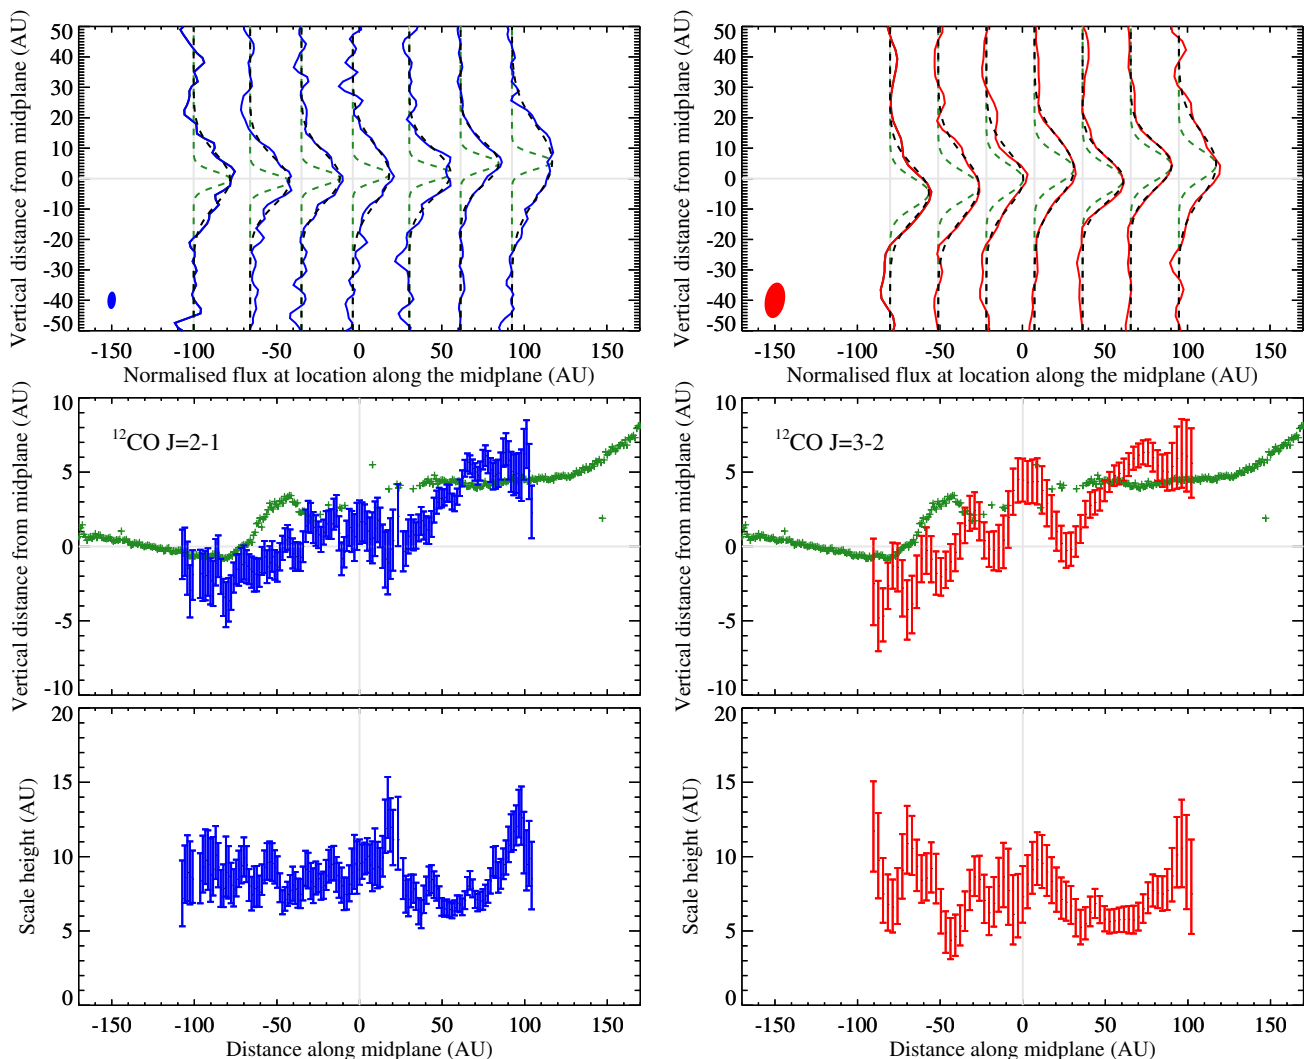 50
40
30
20
10
0
-10
-20
-30
-40
-50
Vertical distance from midplane (AU)
-150 -100 -50 0 50 100 150
Normalised flux at location along the midplane (AU)
50
40
30
20
10
0
-10
-20
-30
-40
-50
Vertical distance from midplane (AU)
-150 -100 -50 0 50 100 150
Normalised flux at location along the midplane (AU)
10
5
0
-5
-10
Vertical distance from midplane (AU)
¹²CO J=2-1
10
5
0
-5
-10
Vertical distance from midplane (AU)
¹²CO J=3-2
20
15
10
5
0
Scale height (AU)
-150 -100 -50 0 50 100 150
Distance along midplane (AU)
20
15
10
5
0
Scale height (AU)
-150 -100 -50 0 50 100 150
Distance along midplane (AU)